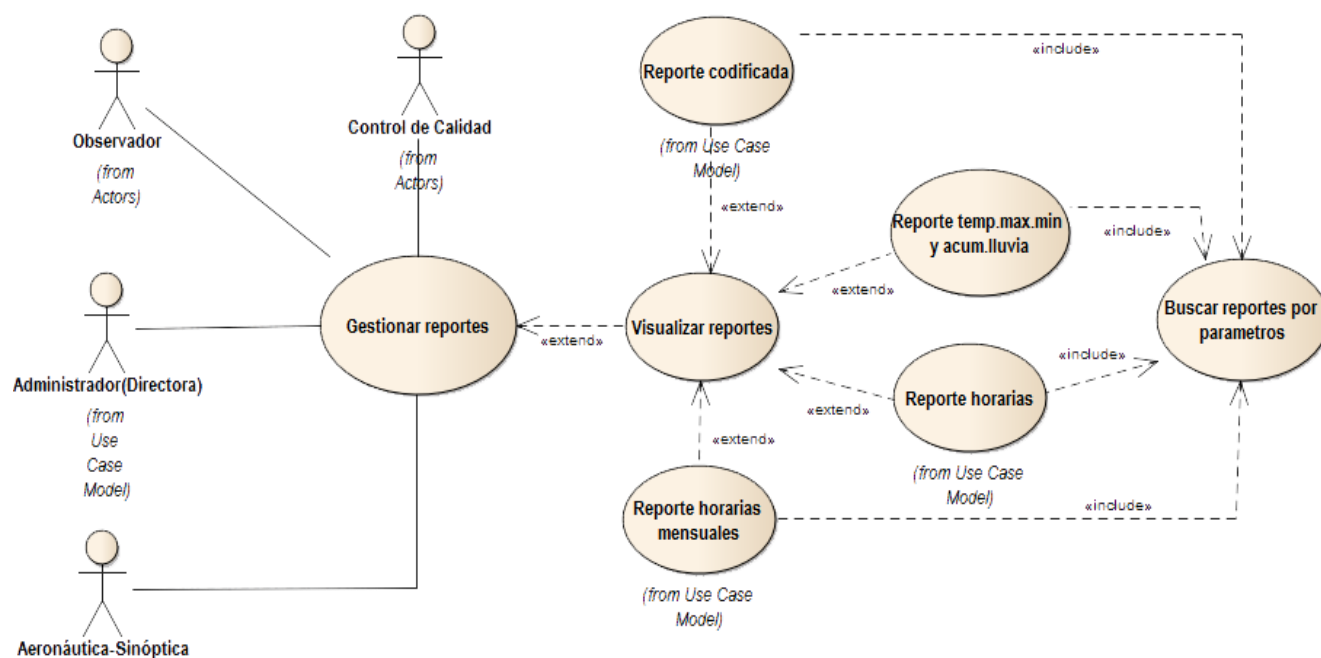 Observador
(from
Actors)
Control de Calidad
(from
Actors)
Administrador(Directora)
(from
Use
Case
Model)
Aeronáutica-Sinóptica
Gestionar reportes
«extend»
Visualizar reportes
Reporte codificada
(from Use Case
Model)
«extend»
«include»
Reporte temp.max.min
y acum.lluvia
«extend»
«include»
Buscar reportes por
parametros
Reporte horarias
(from Use Case
Model)
«extend»
«include»
Reporte horarias
mensuales
(from Use Case
Model)
«extend»
«include»